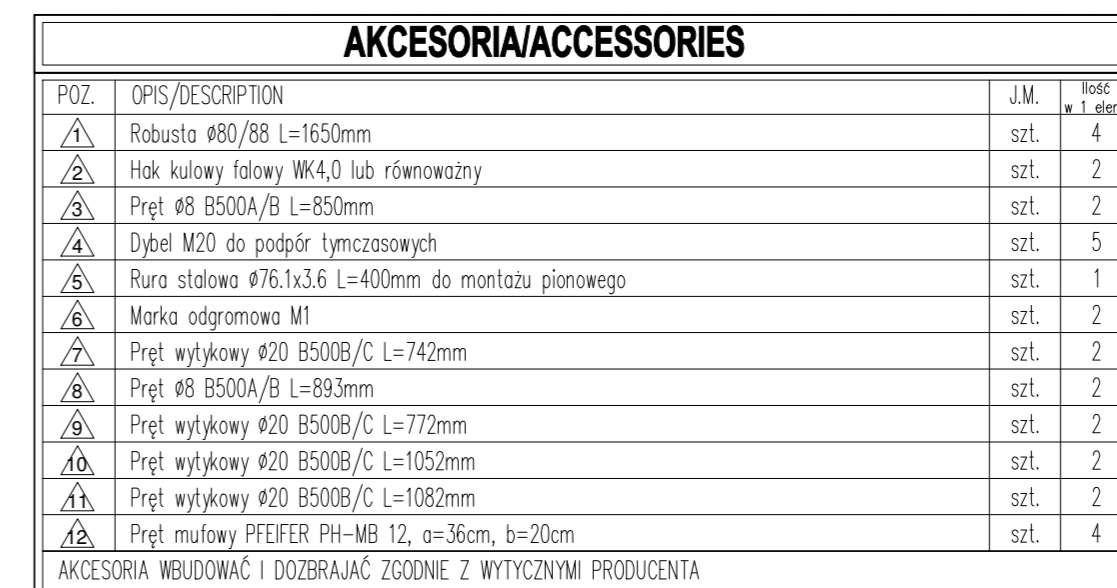 AKCESORIA/ACCESSORIES
POZ. OPIS/DESCRIPTION J.M. Ilość w 1 elem
1 Robusta Ø80/88 L=1650mm szt. 4
2 Hak kulowy falowy WK4,0 lub równoważny szt. 2
3 Pręt Ø8 B500A/B L=850mm szt. 2
4 Dybel M20 do podpór tymczasowych szt. 5
5 Rura stalowa Ø76.1x3.6 L=400mm do montażu pionowego szt. 1
6 Marka odgromowa M1 szt. 2
7 Pręt wytykowy Ø20 B500B/C L=742mm szt. 2
8 Pręt Ø8 B500A/B L=893mm szt. 2
9 Pręt wytykowy Ø20 B500B/C L=772mm szt. 2
10 Pręt wytykowy Ø20 B500B/C L=1052mm szt. 2
11 Pręt wytykowy Ø20 B500B/C L=1082mm szt. 2
12 Pręt mufowy PFEIFER PH-MB 12, a=36cm, b=20cm szt. 4
AKCESORIA WBUDOWAĆ I DOZBRAJAĆ ZGODNIE Z WYTYCZNYMI PRODUCENTA